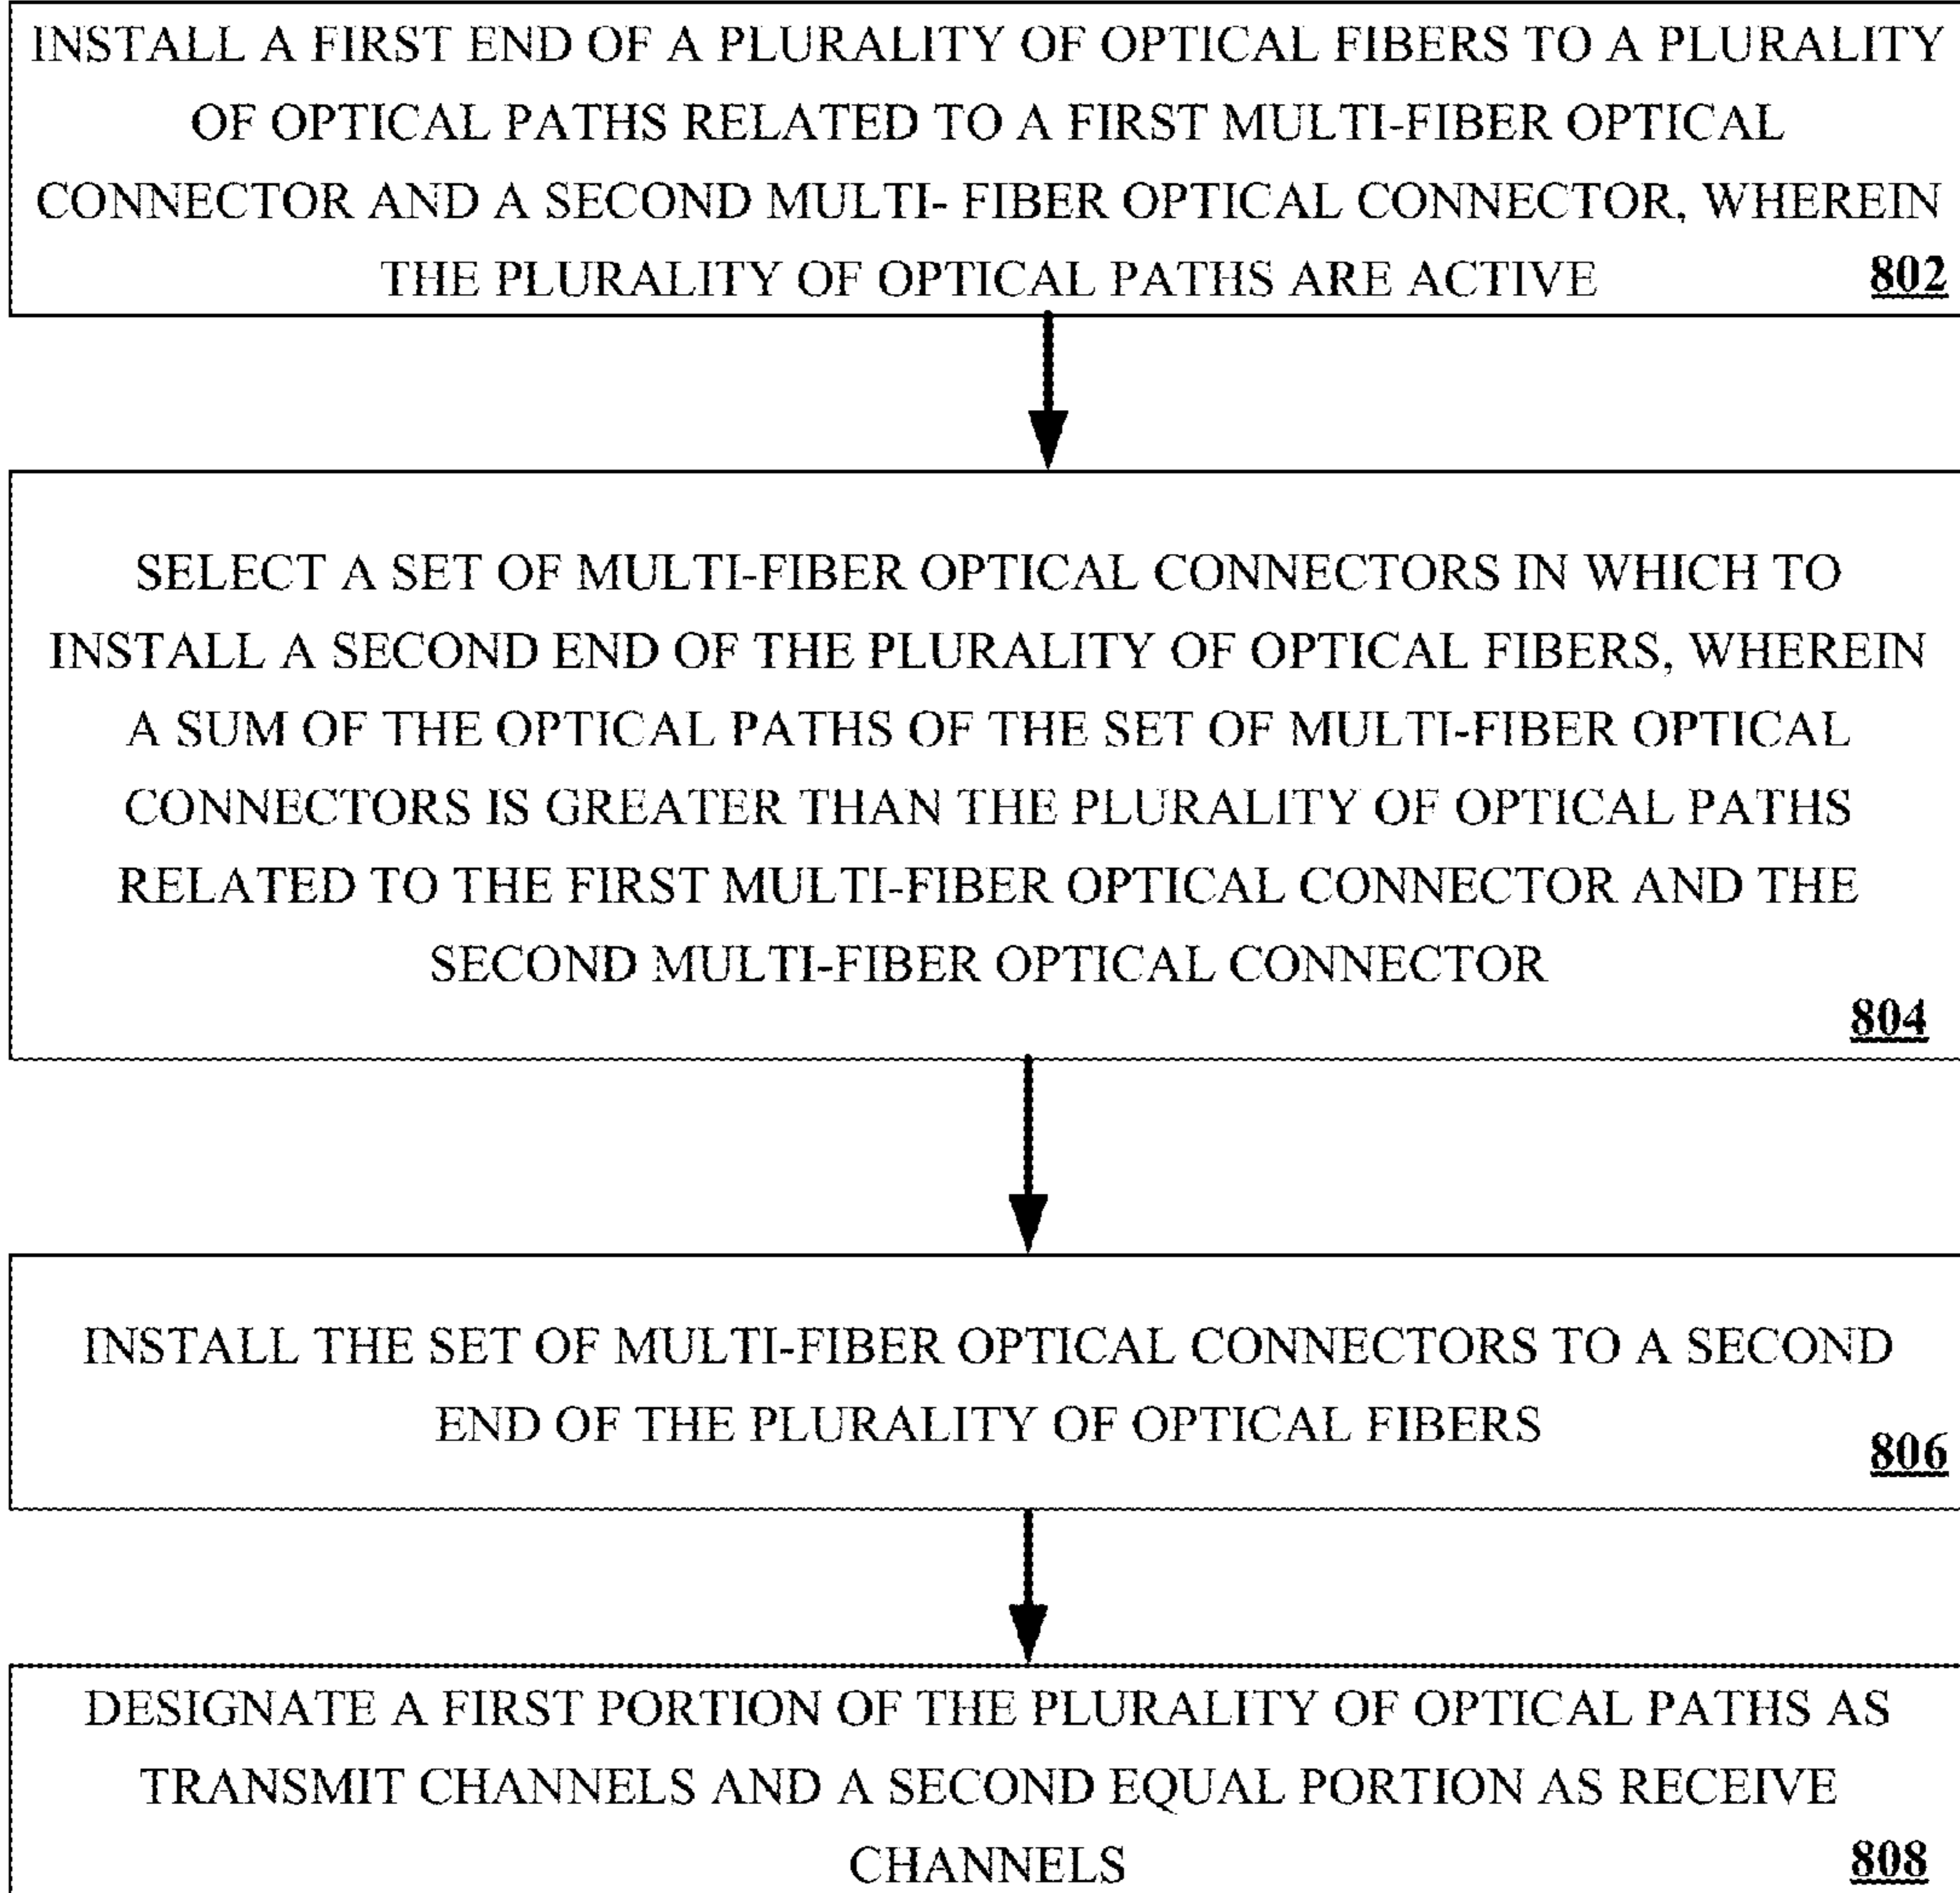 INSTALL A FIRST END OF A PLURALITY OF OPTICAL FIBERS TO A PLURALITY
OF OPTICAL PATHS RELATED TO A FIRST MULTI-FIBER OPTICAL
CONNECTOR AND A SECOND MULTI- FIBER OPTICAL CONNECTOR, WHEREIN
THE PLURALITY OF OPTICAL PATHS ARE ACTIVE
802
SELECT A SET OF MULTI-FIBER OPTICAL CONNECTORS IN WHICH TO
INSTALL A SECOND END OF THE PLURALITY OF OPTICAL FIBERS, WHEREIN
A SUM OF THE OPTICAL PATHS OF THE SET OF MULTI-FIBER OPTICAL
CONNECTORS IS GREATER THAN THE PLURALITY OF OPTICAL PATHS
RELATED TO THE FIRST MULTI-FIBER OPTICAL CONNECTOR AND THE
SECOND MULTI-FIBER OPTICAL CONNECTOR
804
INSTALL THE SET OF MULTI-FIBER OPTICAL CONNECTORS TO A SECOND
END OF THE PLURALITY OF OPTICAL FIBERS
806
DESIGNATE A FIRST PORTION OF THE PLURALITY OF OPTICAL PATHS AS
TRANSMIT CHANNELS AND A SECOND EQUAL PORTION AS RECEIVE
CHANNELS
808